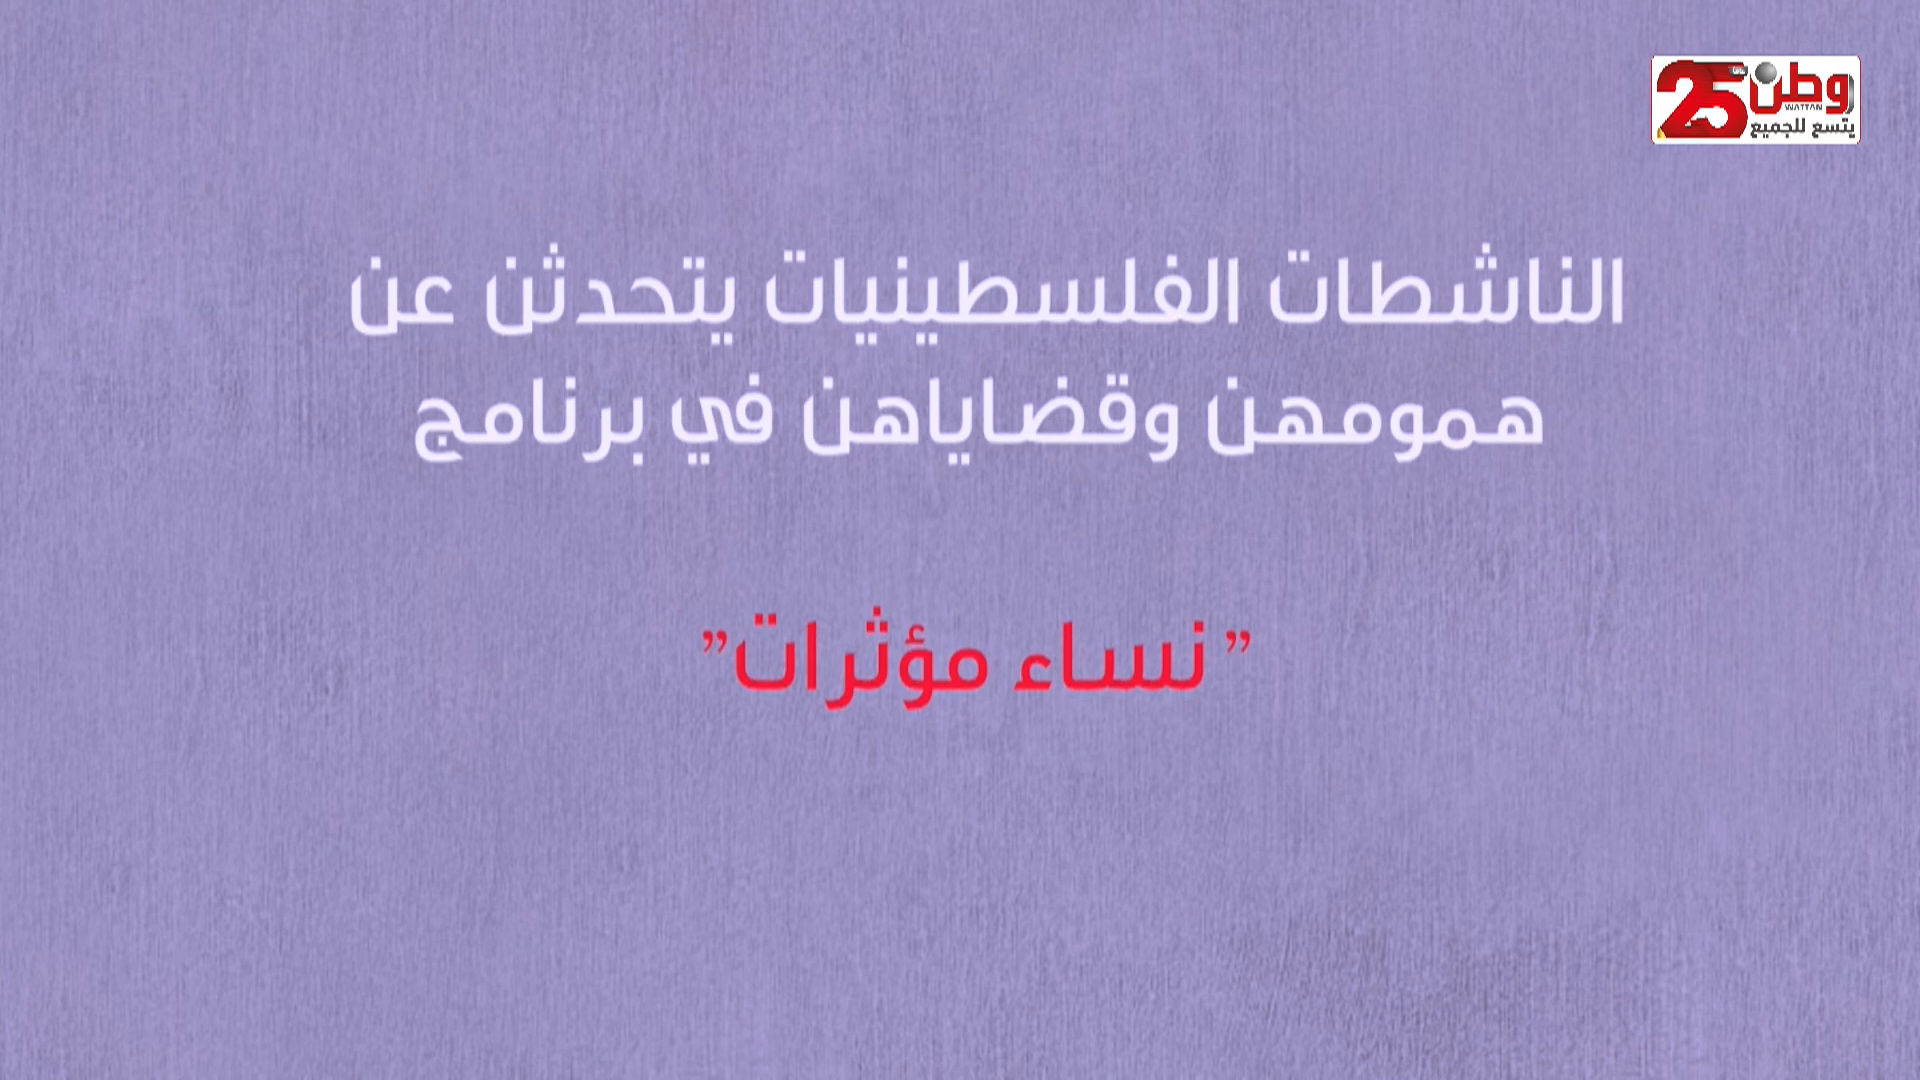 25 وطن
WATTAN
يتسع للجميع
الناشطات الفلسطينيات يتحدثن عن
همومهن وقضاياهن في برنامج
” نساء مؤثرات”